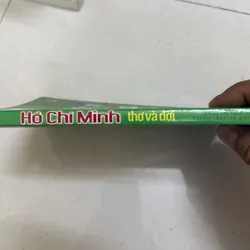 Hồ Chí Minh thơ và đời